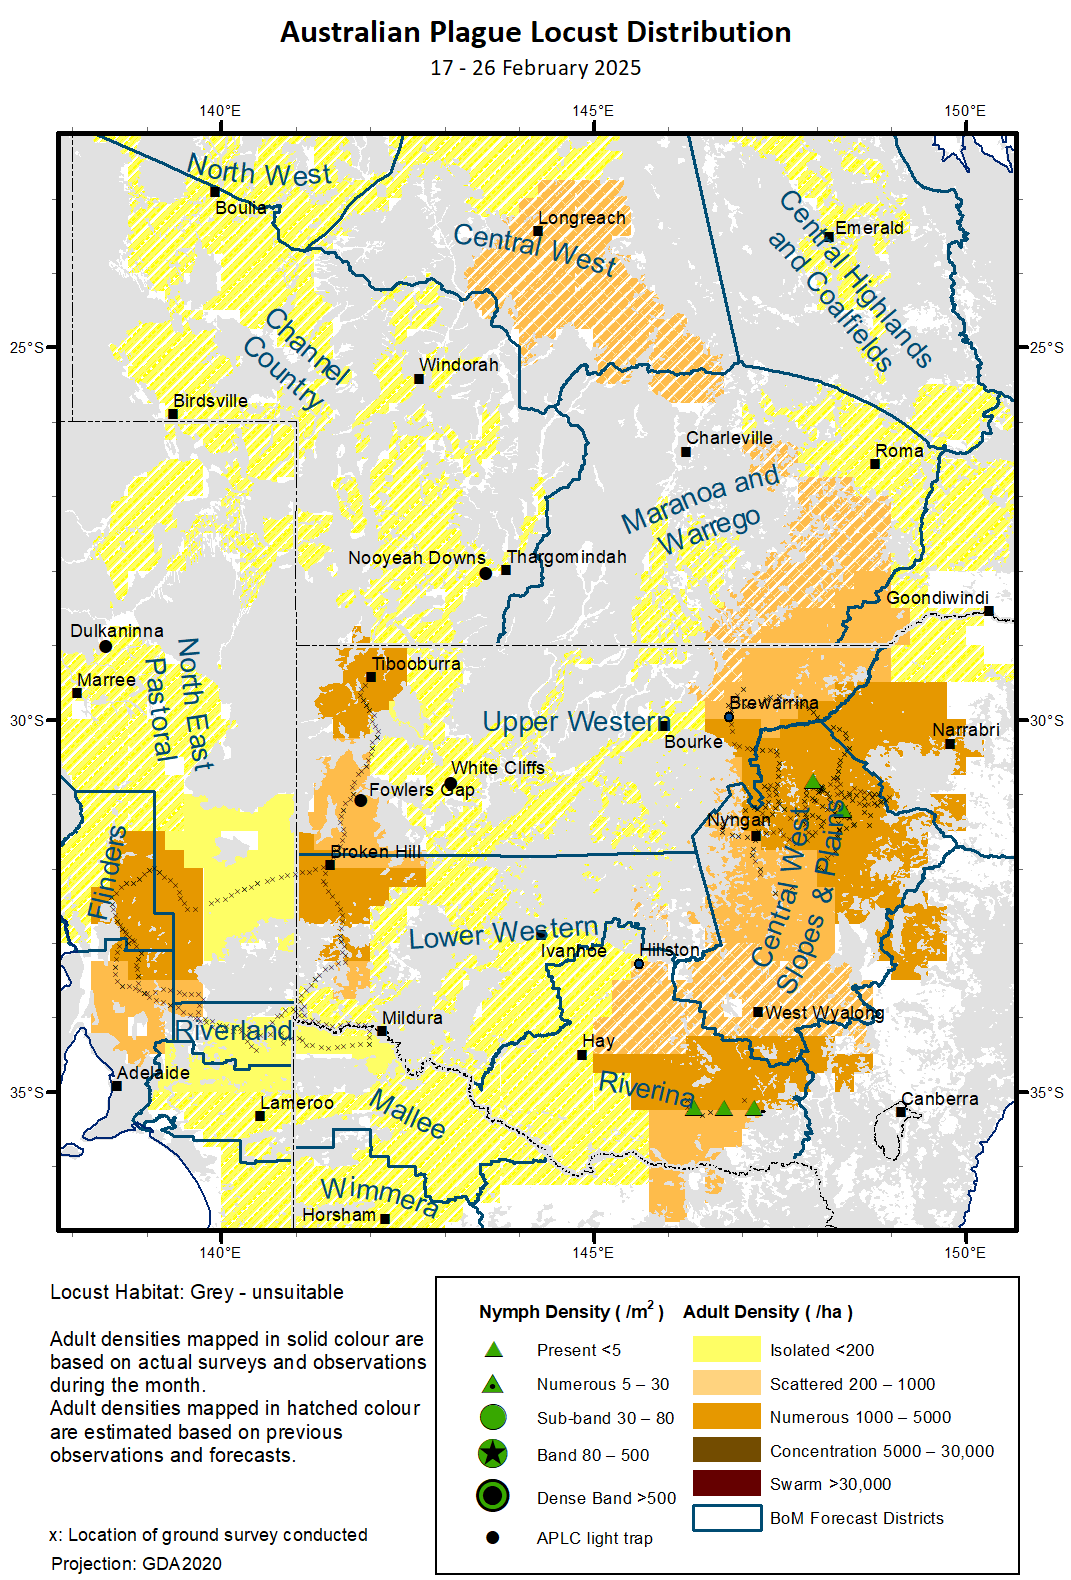 Australian Plague Locust Distribution
17 - 26 February 2025
140°E
145°E
150°E
North West
Boulia
Longreach
Central West
Central Highlands
and Coalfields
Emerald
25°S
25°S
Channel
Country
Windorah
Birdsville
Charleville
Roma
Maranoa and
Warrego
Nooyeah Downs
Thargomindah
Goondiwindi
Dulkaninna
Marree
North East
Pastoral
Tibooburra
Brewarrina
30°S
30°S
Upper Western
Bourke
Narrabri
White Cliffs
Fowlers Gap
Nyngan
Broken Hill
Flinders
Central West
Slopes & Plains
Lower Western
Ivanhoe
Hillston
West Wyalong
Mildura
Riverland
Hay
Adelaide
Riverina
35°S
35°S
Lameroo
Mallee
Canberra
Wimmera
Horsham
140°E
145°E
150°E
Locust Habitat: Grey - unsuitable
Adult densities mapped in solid colour are
based on actual surveys and observations
during the month.
Adult densities mapped in hatched colour
are estimated based on previous
observations and forecasts.
x: Location of ground survey conducted
Projection: GDA2020
Nymph Density ( /m² )
Present <5
Numerous 5 – 30
Sub-band 30 – 80
Band 80 – 500
Dense Band >500
APLC light trap
Adult Density ( /ha )
Isolated <200
Scattered 200 – 1000
Numerous 1000 – 5000
Concentration 5000 – 30,000
Swarm >30,000
BoM Forecast Districts